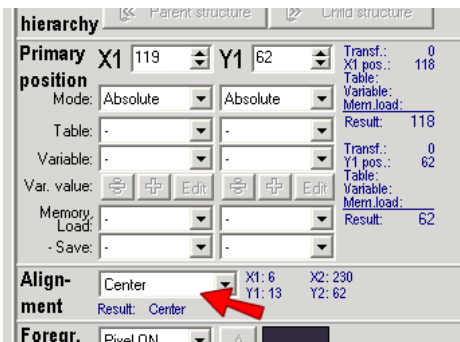 hierarchy Parent structure Child structure
Primary position X1 119 Y1 62
Transf.: 0
X1 pos.: 118
Table:
Variable:
Mem.load:
Result: 118
Mode: Absolute Absolute
Table: - -
Transf.: 0
Y1 pos.: 62
Table:
Variable:
Mem.load:
Result: 62
Variable: - -
Var. value: Edit Edit
Memory, Load: - -
- Save: - -
Align-
ment
Center
Result: Center
X1: 6 X2: 230
Y1: 13 Y2: 62
Foregr. Pixel ON